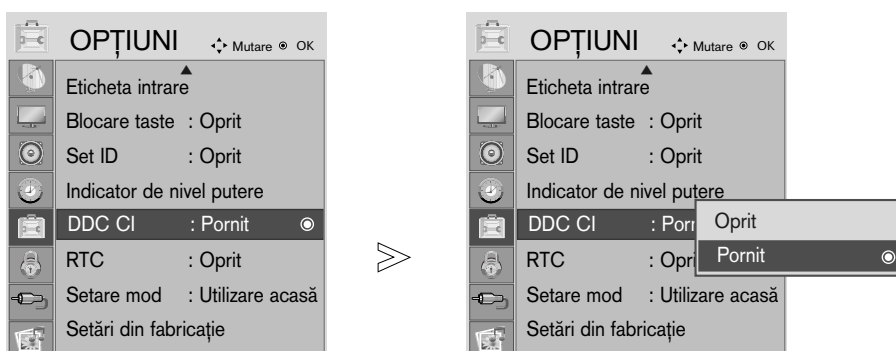 OPȚIUNI Mutare OK
Eticheta intrare
Blocare taste : Oprit
Set ID : Oprit
Indicator de nivel putere
DDC CI : Pornit
RTC : Oprit
Setare mod : Utilizare acasă
Setări din fabricație
OPȚIUNI Mutare OK
Eticheta intrare
Blocare taste : Oprit
Set ID : Oprit
Indicator de nivel putere
DDC CI : Porn
RTC : Opri
Setare mod : Utilizare acasă
Setări din fabricație
Oprit
Pornit